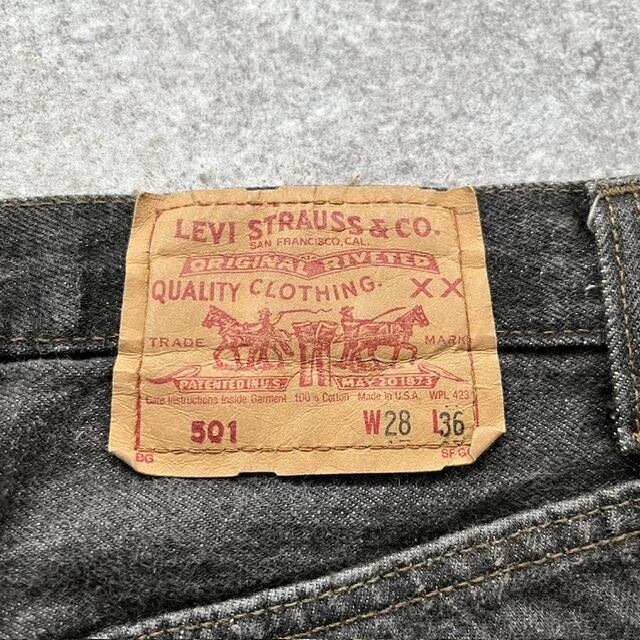 LEVI STRAUSS & CO.
SAN FRANCISCO, CAL.
ORIGINAL RIVETED
QUALITY CLOTHING. XX
TRADE MARK
PATENTED IN U.S. MAY 20 1873
Care Instructions Inside Garment 100% Cotton Made in U.S.A. WPL 423
501 W28 L36
BG